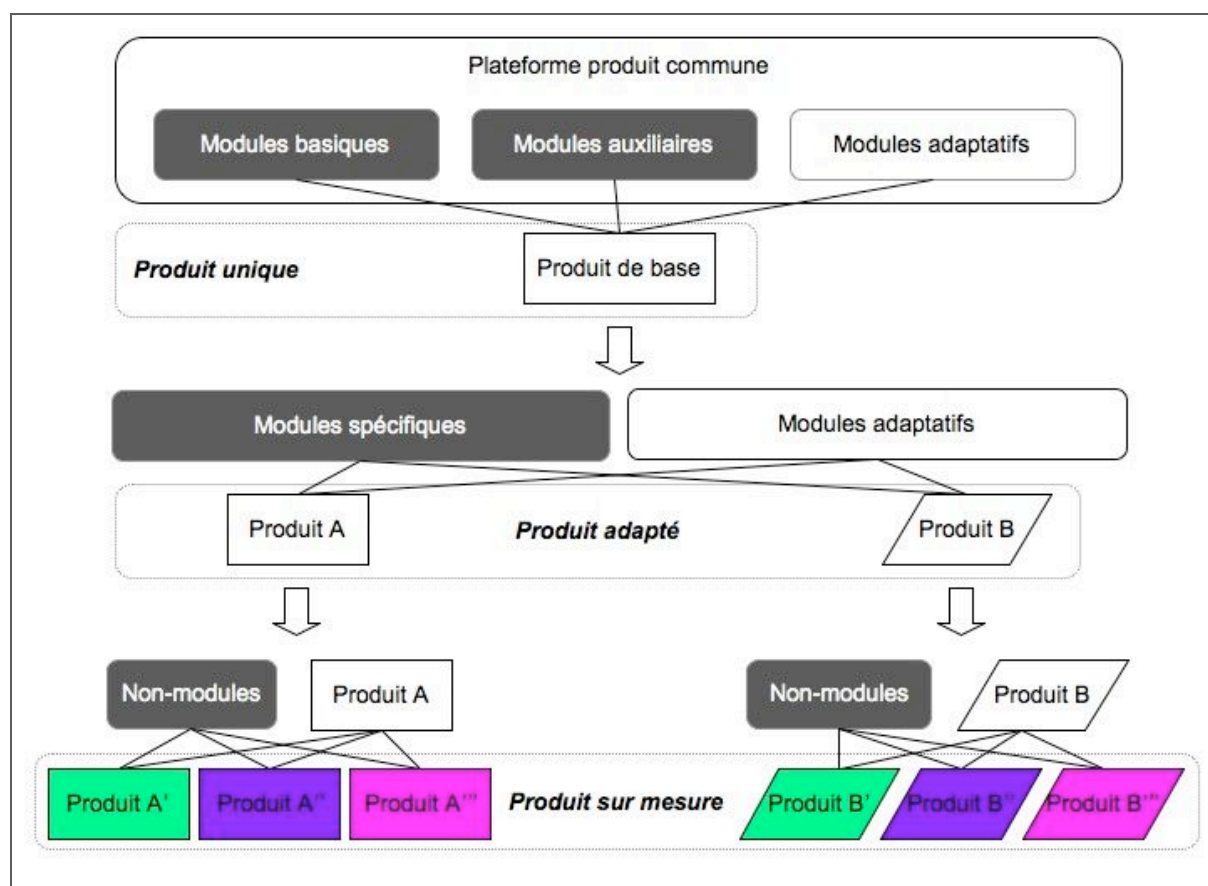 Plateforme produit commune
Modules basiques
Modules auxiliaires
Modules adaptatifs
Produit unique
Produit de base
Modules spécifiques
Modules adaptatifs
Produit A
Produit adapté
Produit B
Non-modules
Produit A
Non-modules
Produit B
Produit A'
Produit A''
Produit A'''
Produit sur mesure
Produit B'
Produit B''
Produit B'''